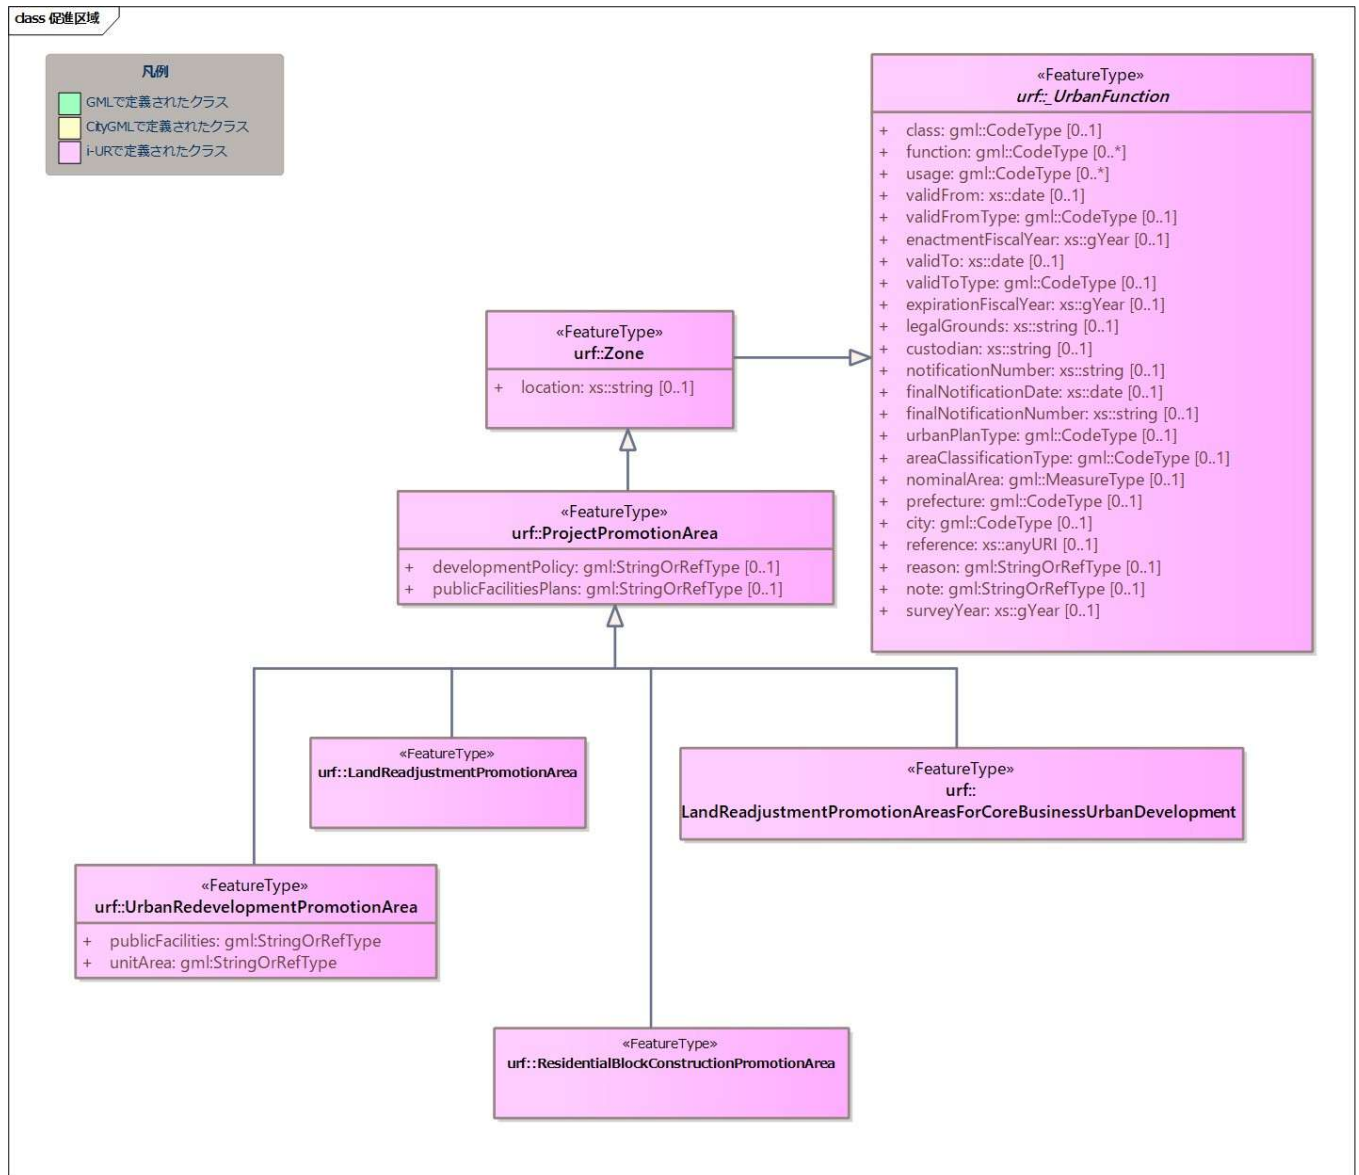 class 促進区域
凡例
GMLで定義されたクラス
CityGMLで定義されたクラス
i-URで定義されたクラス
«FeatureType»
urf::_UrbanFunction
+ class: gml::CodeType [0..1]
+ function: gml::CodeType [0..*]
+ usage: gml::CodeType [0..*]
+ validFrom: xs::date [0..1]
+ validFromType: gml::CodeType [0..1]
+ enactmentFiscalYear: xs::gYear [0..1]
+ validTo: xs::date [0..1]
+ validToType: gml::CodeType [0..1]
+ expirationFiscalYear: xs::gYear [0..1]
+ legalGrounds: xs::string [0..1]
+ custodian: xs::string [0..1]
+ notificationNumber: xs::string [0..1]
+ finalNotificationDate: xs::date [0..1]
+ finalNotificationNumber: xs::string [0..1]
+ urbanPlanType: gml::CodeType [0..1]
+ areaClassificationType: gml::CodeType [0..1]
+ nominalArea: gml::MeasureType [0..1]
+ prefecture: gml::CodeType [0..1]
+ city: gml::CodeType [0..1]
+ reference: xs::anyURI [0..1]
+ reason: gml:StringOrRefType [0..1]
+ note: gml:StringOrRefType [0..1]
+ surveyYear: xs::gYear [0..1]
«FeatureType»
urf::Zone
+ location: xs::string [0..1]
«FeatureType»
urf::ProjectPromotionArea
+ developmentPolicy: gml:StringOrRefType [0..1]
+ publicFacilitiesPlans: gml:StringOrRefType [0..1]
«FeatureType»
urf::LandReadjustmentPromotionArea
«FeatureType»
urf::
LandReadjustmentPromotionAreasForCoreBusinessUrbanDevelopment
«FeatureType»
urf::UrbanRedevelopmentPromotionArea
+ publicFacilities: gml:StringOrRefType
+ unitArea: gml:StringOrRefType
«FeatureType»
urf::ResidentialBlockConstructionPromotionArea